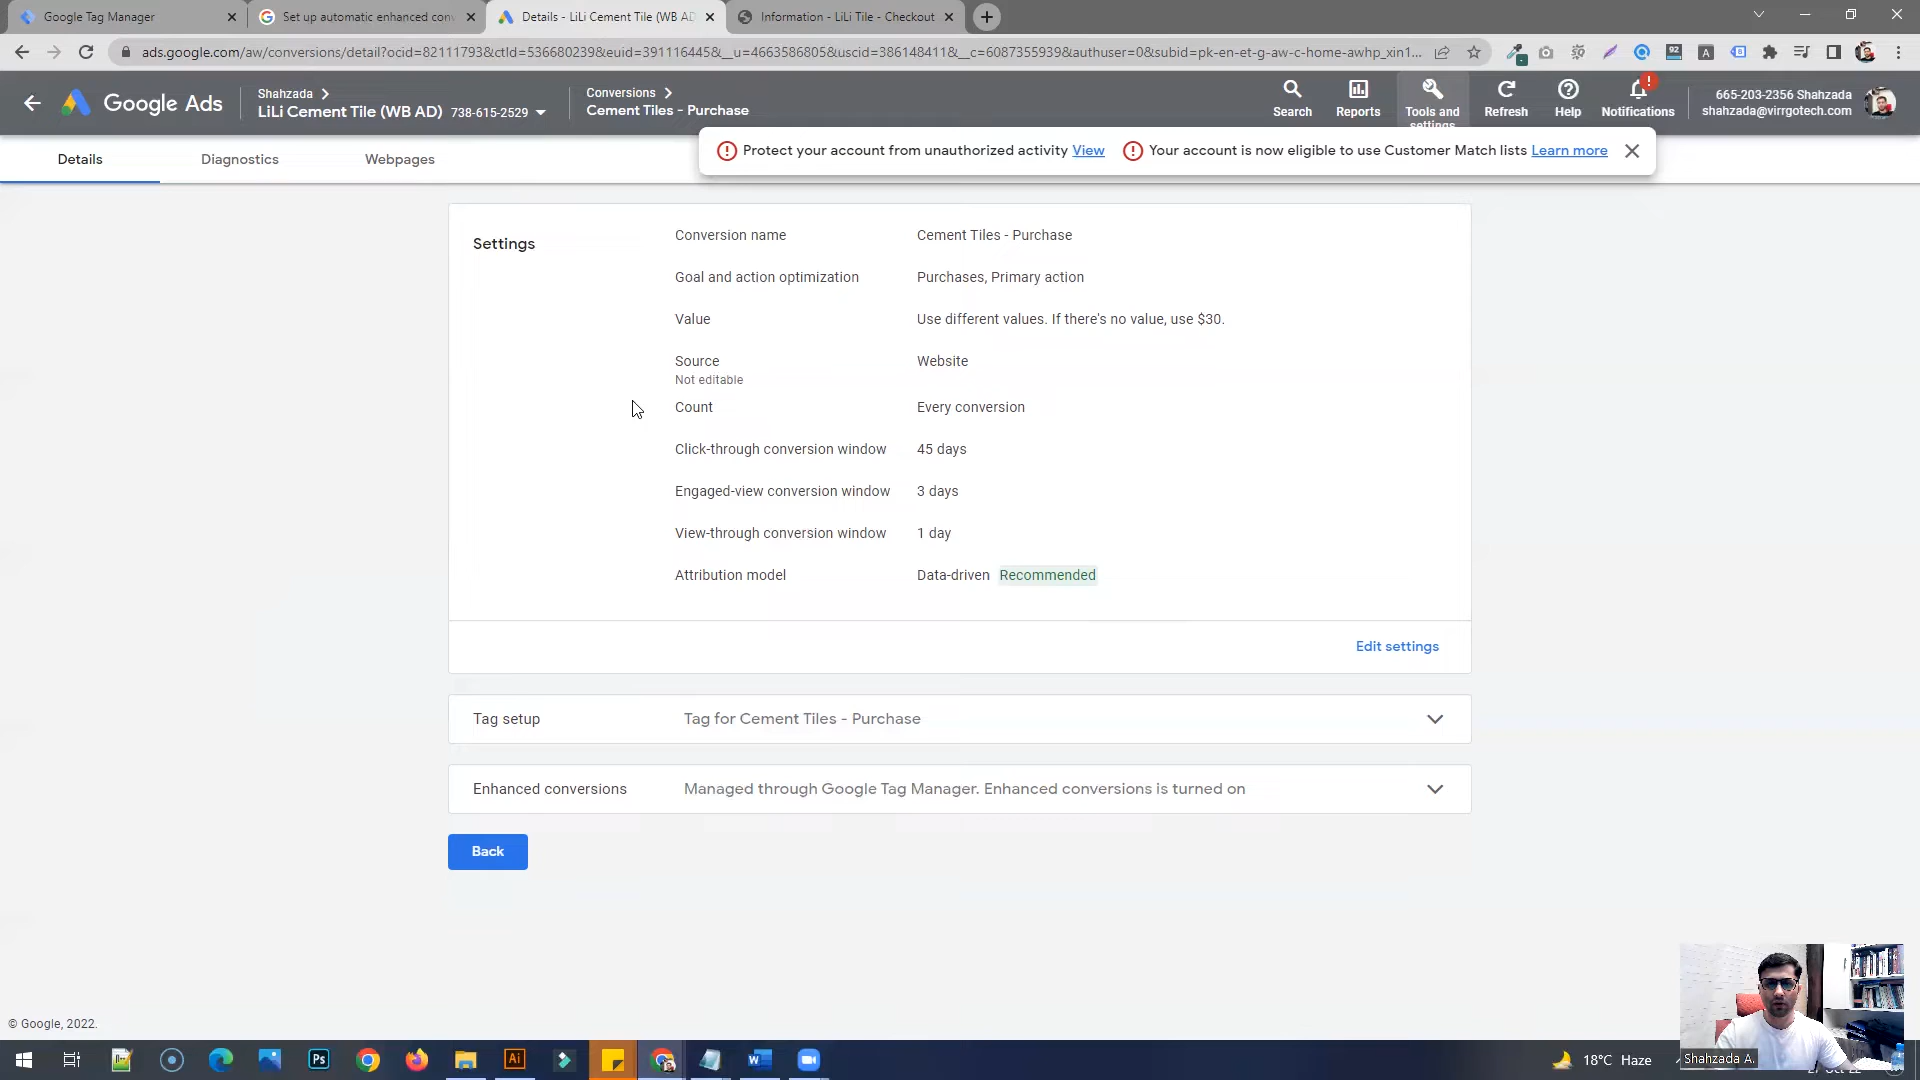 Google Tag Manager
Set up automatic enhanced con
Details - LiLi Cement Tile (WB AD
Information - LiLi Tile - Checkout
ads.google.com/aw/conversions/detail?ocid=82111793&ctId=536680239&euid=391116445&__u=4663586805&uscid=386148411&__c=6087355939&authuser=0&subid=pk-en-et-g-aw-c-home-awhp_xin1...
92
Google Ads
Shahzada
LiLi Cement Tile (WB AD) 738-615-2529
Conversions
Cement Tiles - Purchase
Search
Reports
Tools and
settings
Refresh
Help
Notifications
665-203-2356 Shahzada
shahzada@virrgotech.com
Details
Diagnostics
Webpages
Protect your account from unauthorized activity View
Your account is now eligible to use Customer Match lists Learn more
Settings
Conversion name Cement Tiles - Purchase
Goal and action optimization Purchases, Primary action
Value Use different values. If there's no value, use $30.
Source Website
Not editable
Count Every conversion
Click-through conversion window 45 days
Engaged-view conversion window 3 days
View-through conversion window 1 day
Attribution model Data-driven Recommended
Edit settings
Tag setup Tag for Cement Tiles - Purchase
Enhanced conversions Managed through Google Tag Manager. Enhanced conversions is turned on
Back
© Google, 2022.
Ps
Ai
18°C Haze
Shahzada A.